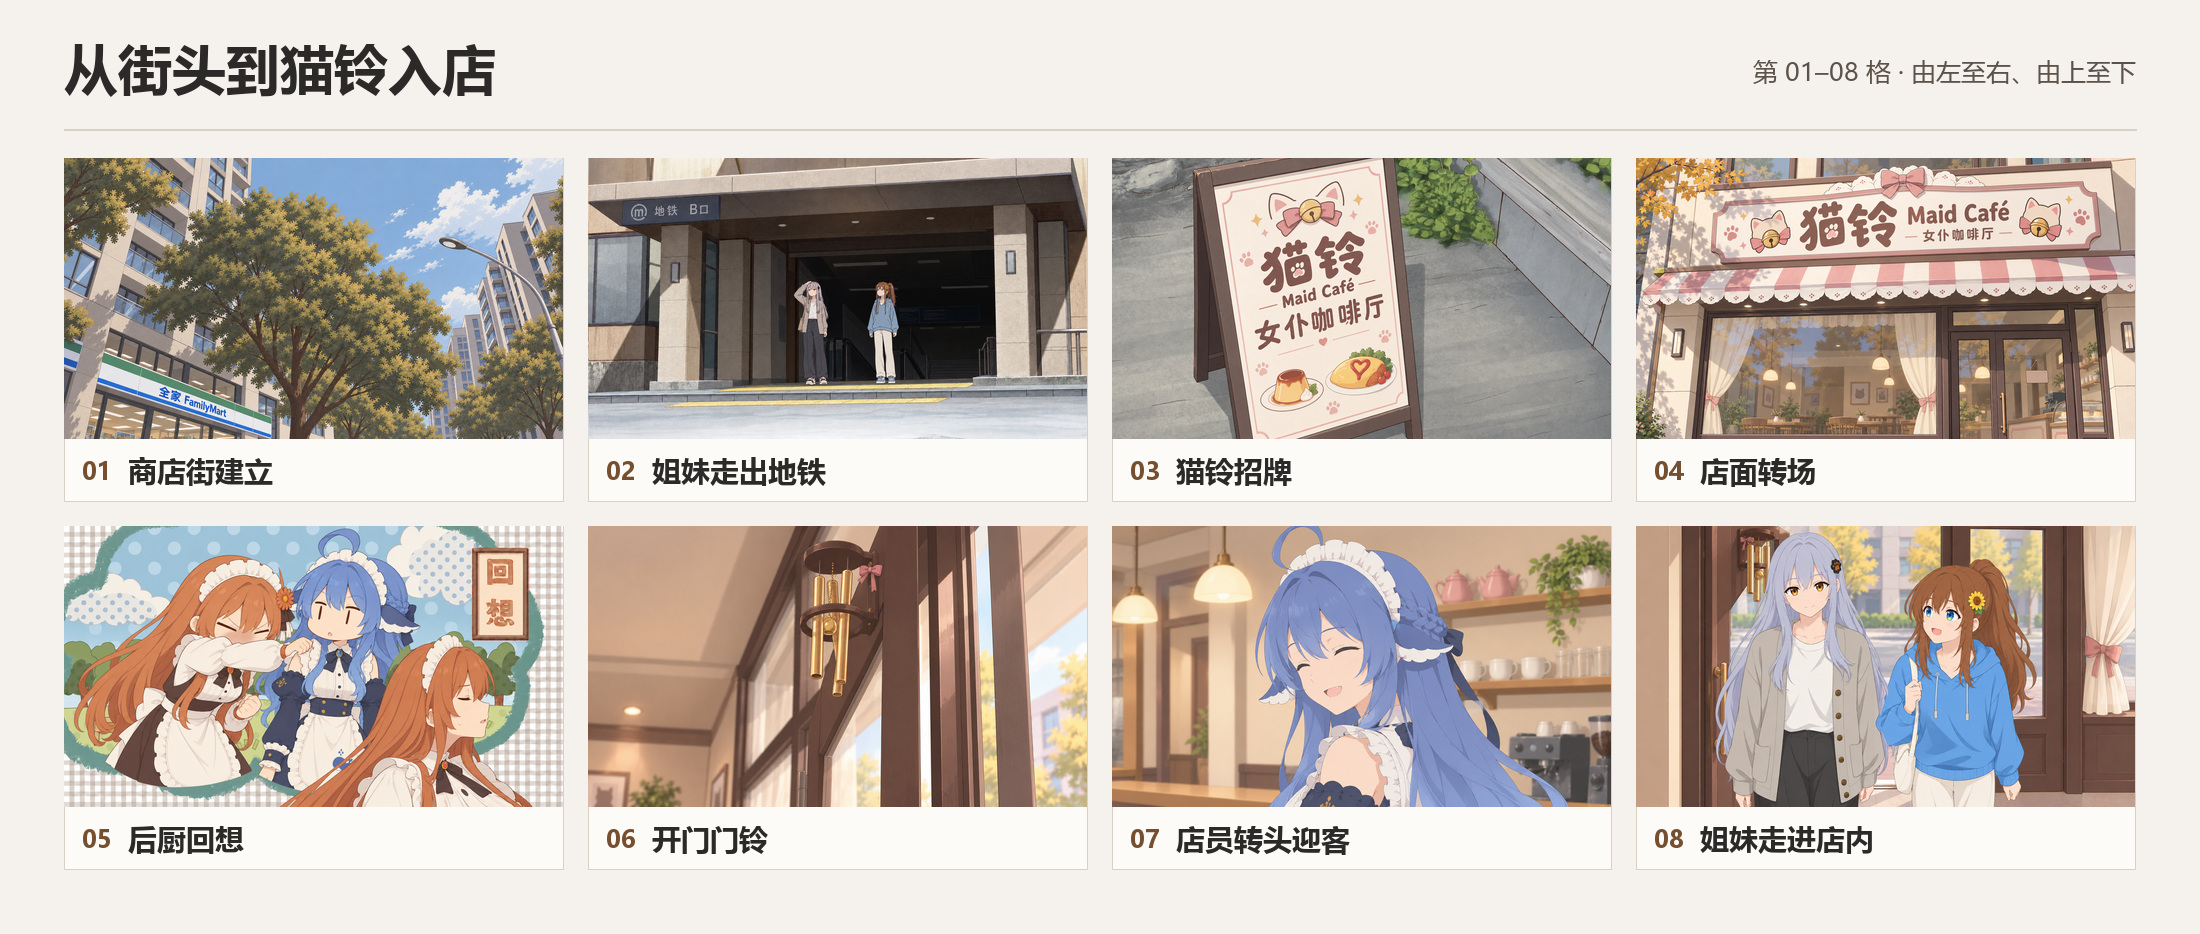 从街头到猫铃入店
第 01–08 格 · 由左至右、由上至下
全家 FamilyMart
01 商店街建立
m 地铁 B口
02 姐妹走出地铁
猫铃
Maid Café
女仆咖啡厅
03 猫铃招牌
猫铃 Maid Café
女仆咖啡厅
04 店面转场
回想
05 后厨回想
06 开门门铃
07 店员转头迎客
08 姐妹走进店内